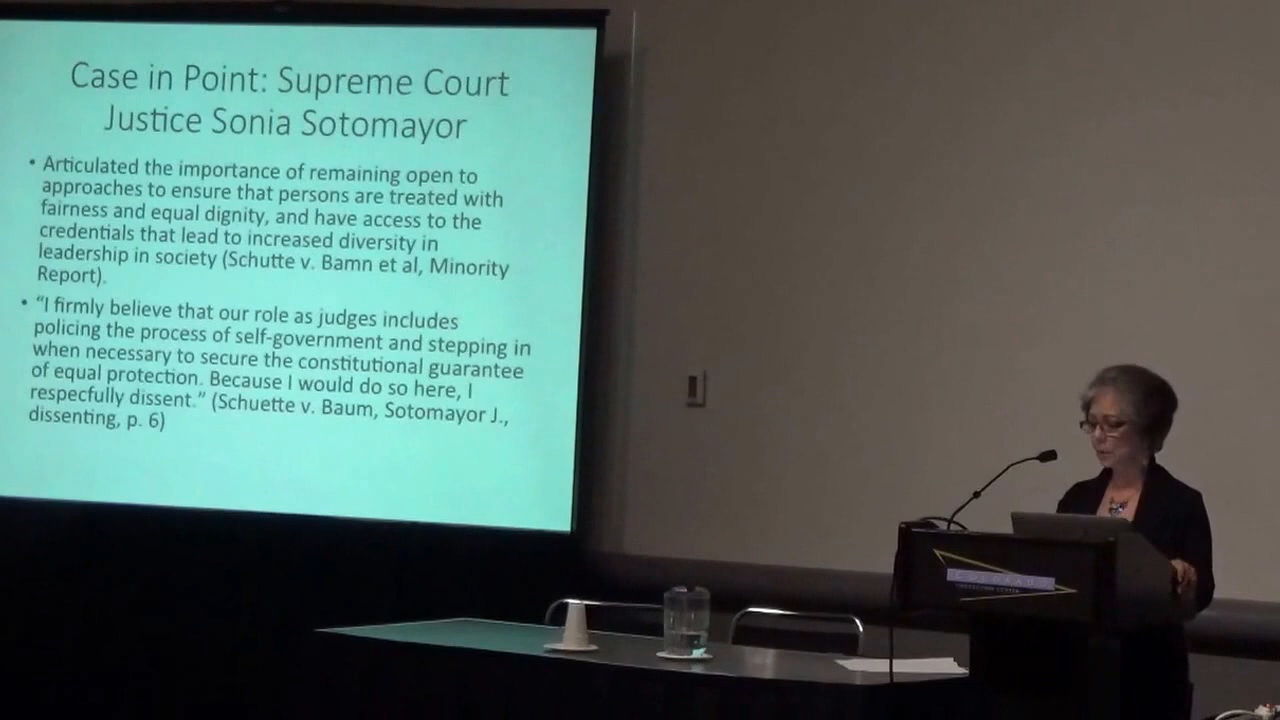 Case in Point: Supreme Court
Justice Sonia Sotomayor
• Articulated the importance of remaining open to
approaches to ensure that persons are treated with
fairness and equal dignity, and have access to the
credentials that lead to increased diversity in
leadership in society (Schutte v. Bamn et al, Minority
Report).
• “I firmly believe that our role as judges includes
policing the process of self-government and stepping in
when necessary to secure the constitutional guarantee
of equal protection. Because I would do so here, I
respecfully dissent.” (Schuette v. Baum, Sotomayor J.,
dissenting, p. 6)
COLORADO
CONVENTION CENTER